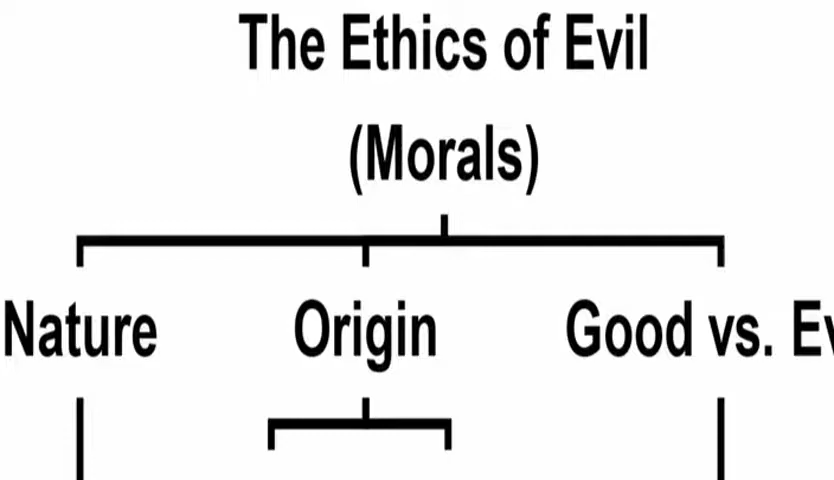 The Ethics of Evil
(Morals)
Nature Origin Good vs.